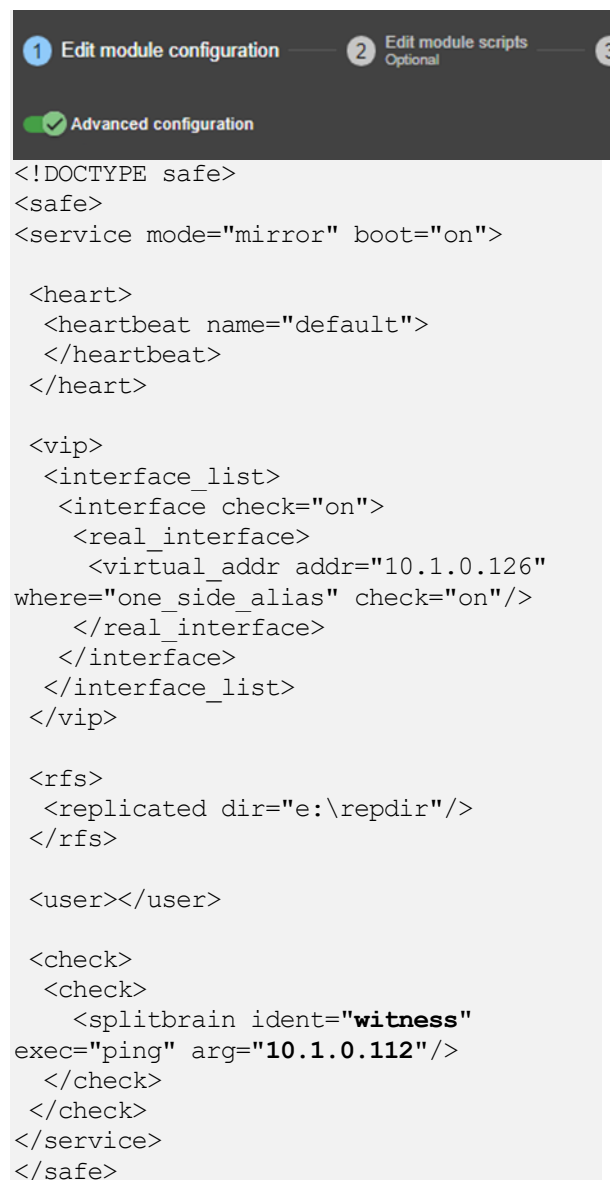 1 Edit module configuration 2 Edit module scripts 3
Optional
Advanced configuration
<!DOCTYPE safe>
<safe>
<service mode="mirror" boot="on">
 <heart>
  <heartbeat name="default">
  </heartbeat>
 </heart>
 <vip>
  <interface_list>
   <interface check="on">
    <real_interface>
     <virtual_addr addr="10.1.0.126"
where="one_side_alias" check="on"/>
    </real_interface>
   </interface>
  </interface_list>
 </vip>
 <rfs>
  <replicated dir="e:\repdir"/>
 </rfs>
 <user></user>
 <check>
  <check>
    <splitbrain ident="witness"
exec="ping" arg="10.1.0.112"/>
  </check>
 </check>
</service>
</safe>